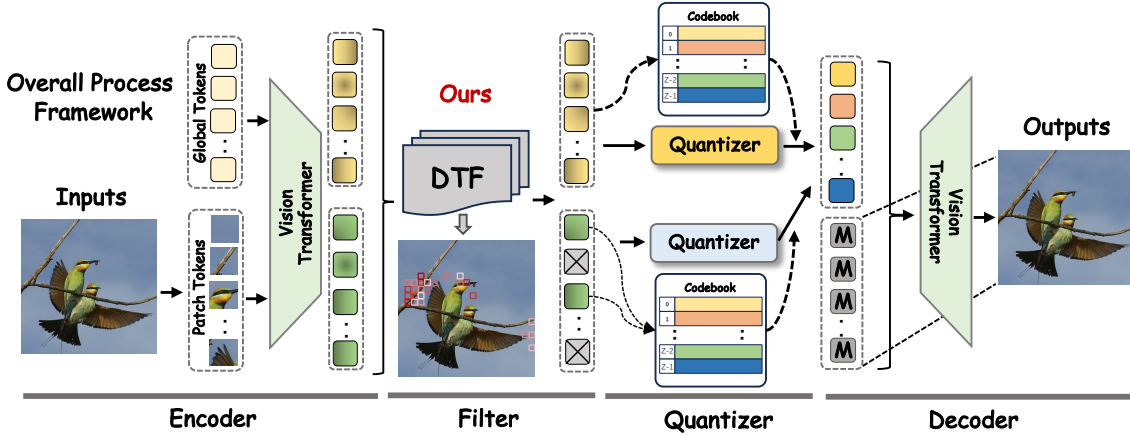 Overall Process
Framework
Inputs
Global Tokens
Patch Tokens
Vision
Transformer
Ours
DTF
Codebook
0
1
Z-2
Z-1
Quantizer
Quantizer
Codebook
0
1
Z-2
Z-1
M
M
M
M
Vision
Transformer
Outputs
Encoder
Filter
Quantizer
Decoder